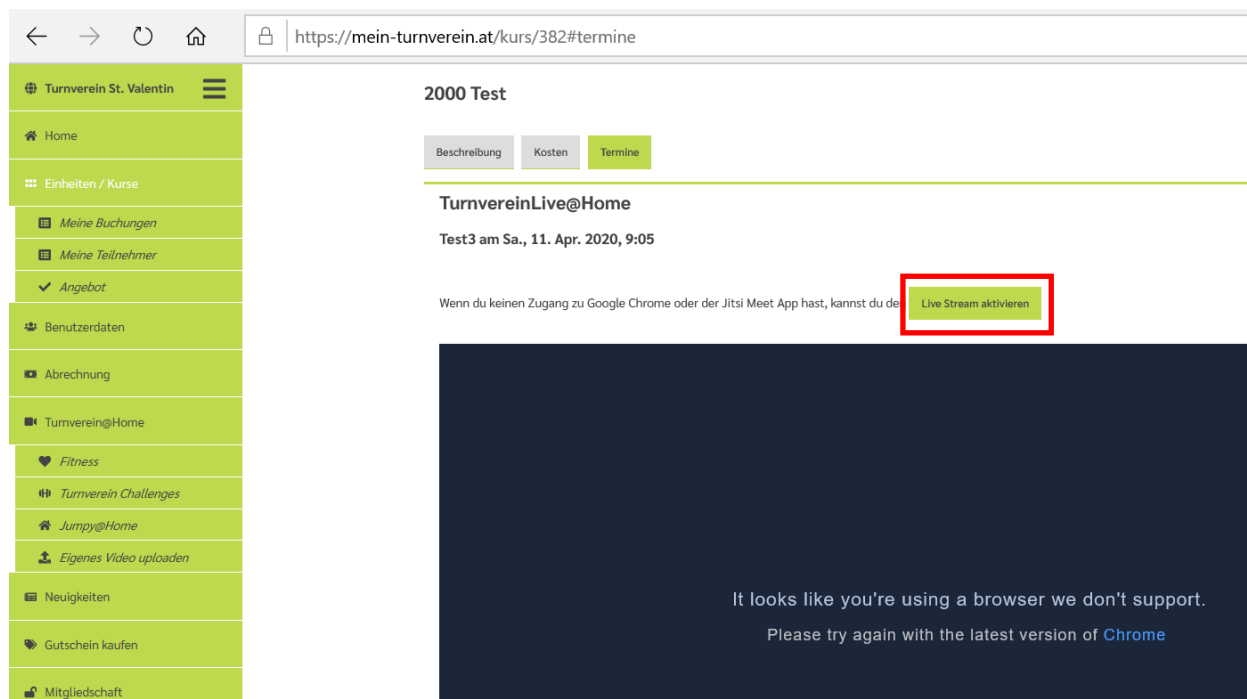 https://mein-turnverein.at/kurs/382#termine
Turnverein St. Valentin
Home
Einheiten / Kurse
Meine Buchungen
Meine Teilnehmer
Angebot
Benutzerdaten
Abrechnung
Turnverein@Home
Fitness
Turnverein Challenges
Jumpy@Home
Eigenes Video uploaden
Neuigkeiten
Gutschein kaufen
Mitgliedschaft
2000 Test
Beschreibung Kosten Termine
TurnvereinLive@Home
Test3 am Sa., 11. Apr. 2020, 9:05
Wenn du keinen Zugang zu Google Chrome oder der Jitsi Meet App hast, kannst du Live Stream aktivieren
It looks like you're using a browser we don't support.
Please try again with the latest version of Chrome